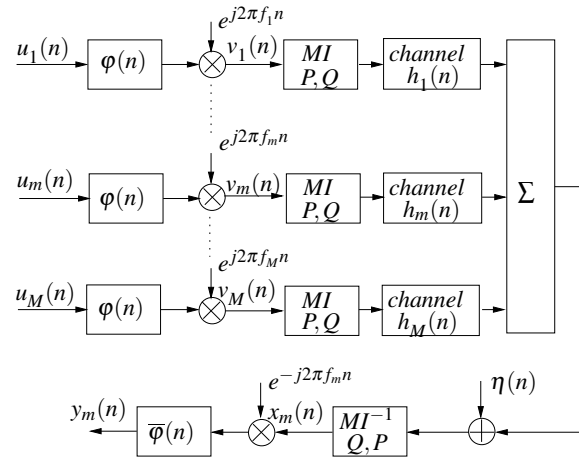 e^{j2πf_1n}
u_1(n) φ(n) v_1(n) MI P,Q channel h_1(n)
e^{j2πf_mn}
u_m(n) φ(n) v_m(n) MI P,Q channel h_m(n) Σ
e^{j2πf_Mn}
u_M(n) φ(n) v_M(n) MI P,Q channel h_M(n)
e^{-j2πf_mn} η(n)
y_m(n) φ̅(n) x_m(n) MI^{-1} Q,P